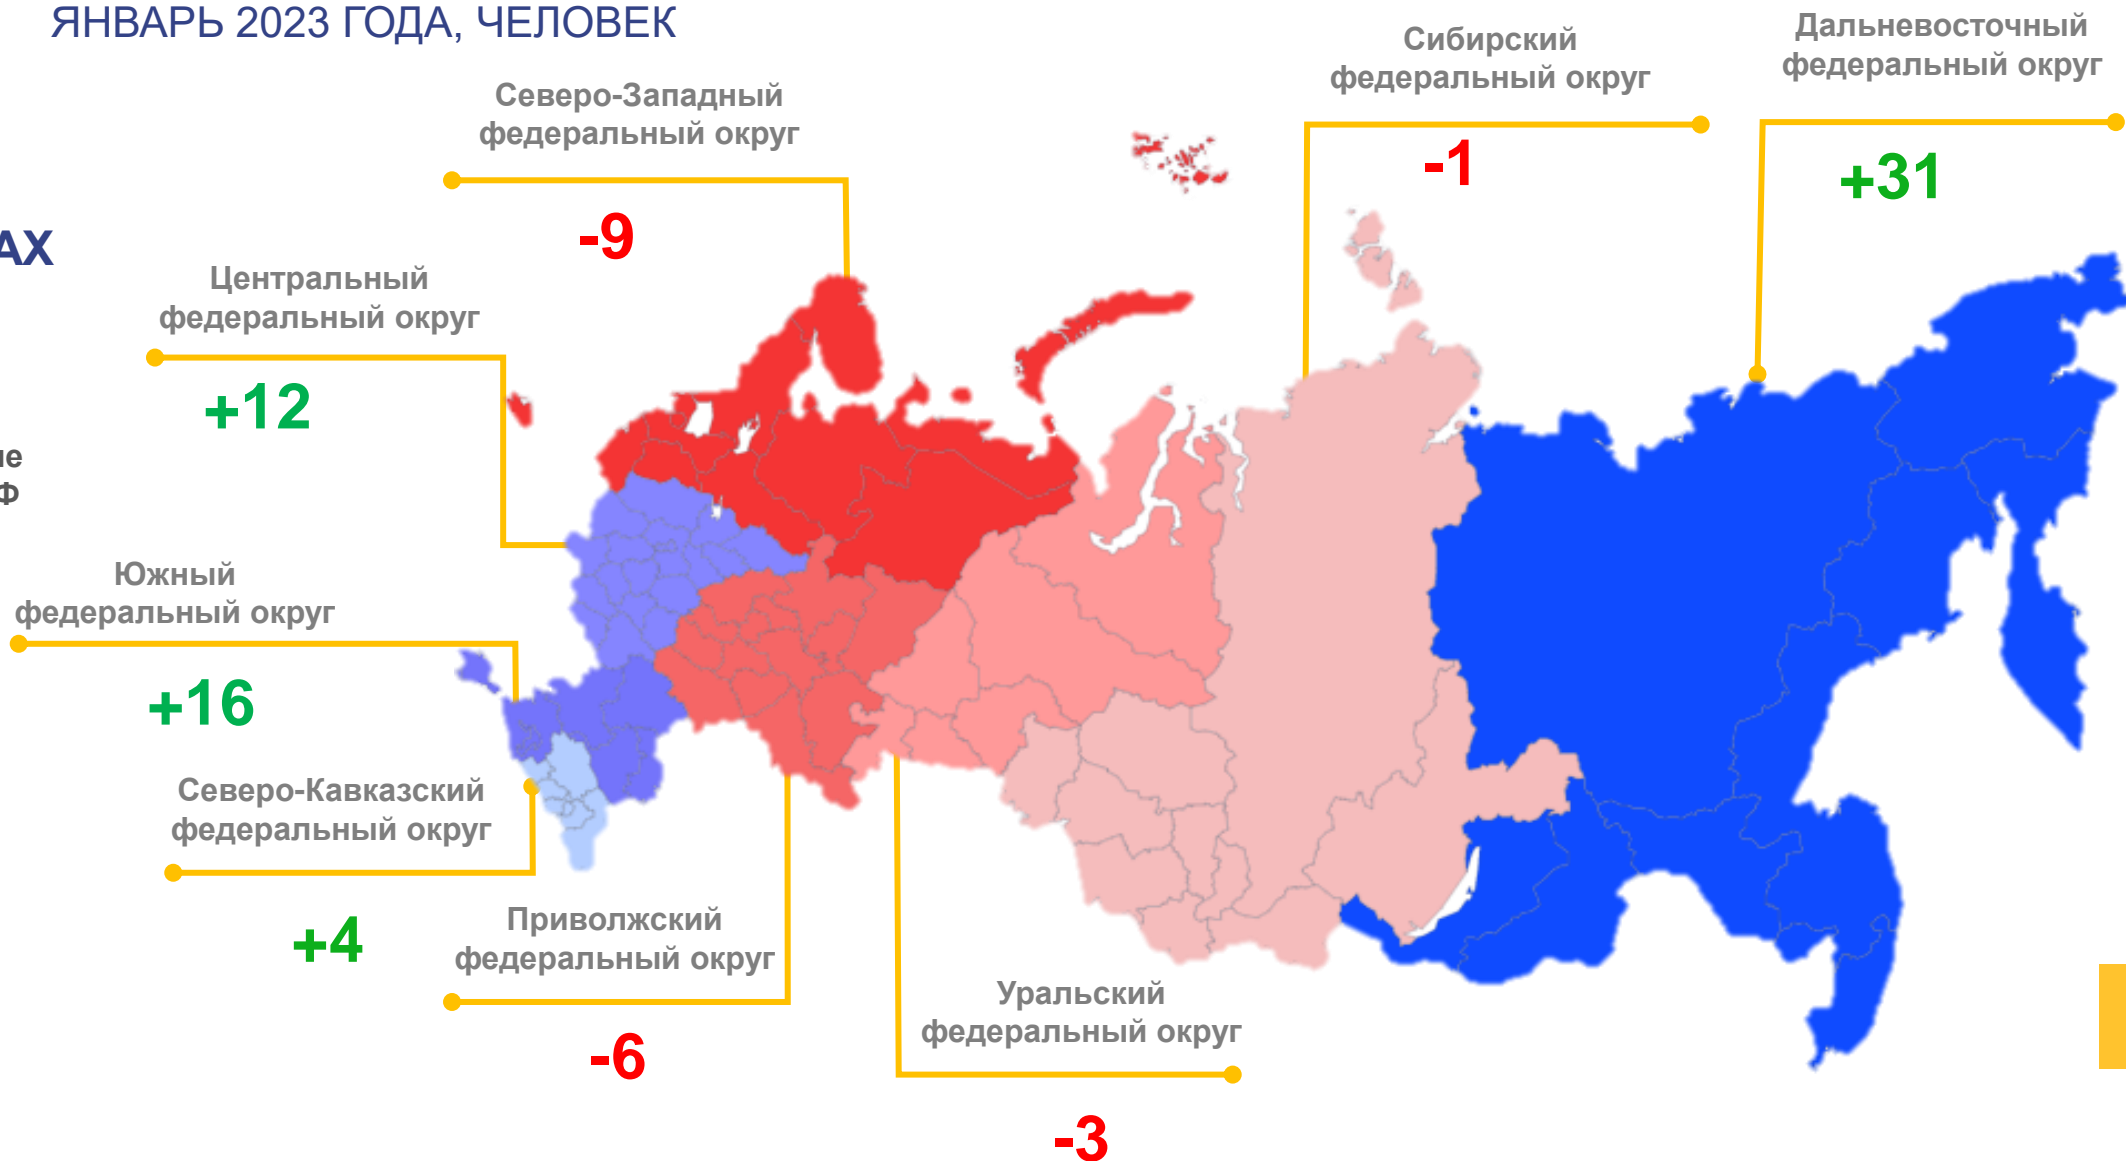 ЯНВАРЬ 2023 ГОДА, ЧЕЛОВЕК
Сибирский
федеральный округ
-1
Дальневосточный
федеральный округ
+31
Северо-Западный
федеральный округ
-9
АХ
Центральный
федеральный округ
+12
Ф
Южный
федеральный округ
+16
Северо-Кавказский
федеральный округ
+4
Приволжский
федеральный округ
-6
Уральский
федеральный округ
-3